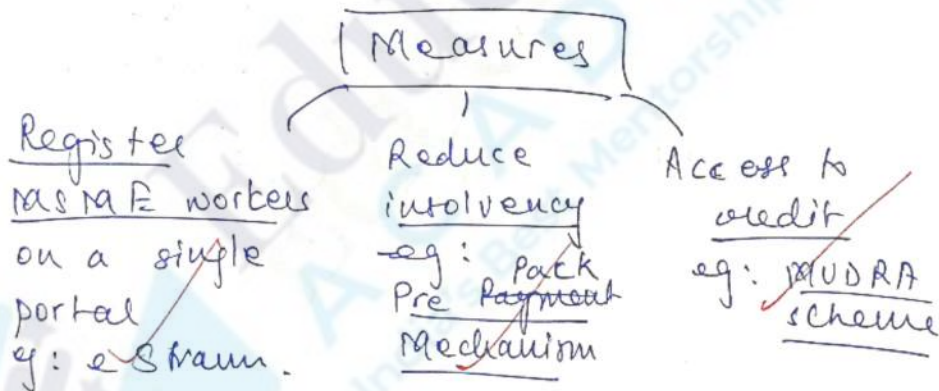 Measures
Register
MSME workers
on a single
portal
eg: e Shram.
Reduce
insolvency
eg: Pack
Pre Payment
Mechanism
Access to
credit
eg: MUDRA
scheme